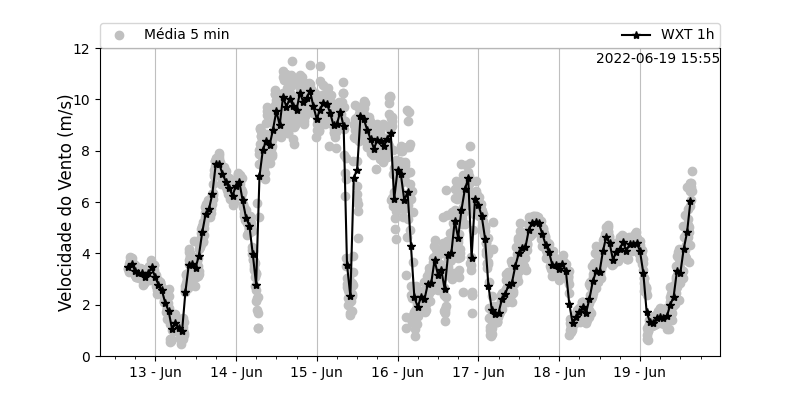 Média 5 min
WXT 1h
2022-06-19 15:55
Velocidade do Vento (m/s)
12
10
8
6
4
2
0
13 - Jun
14 - Jun
15 - Jun
16 - Jun
17 - Jun
18 - Jun
19 - Jun